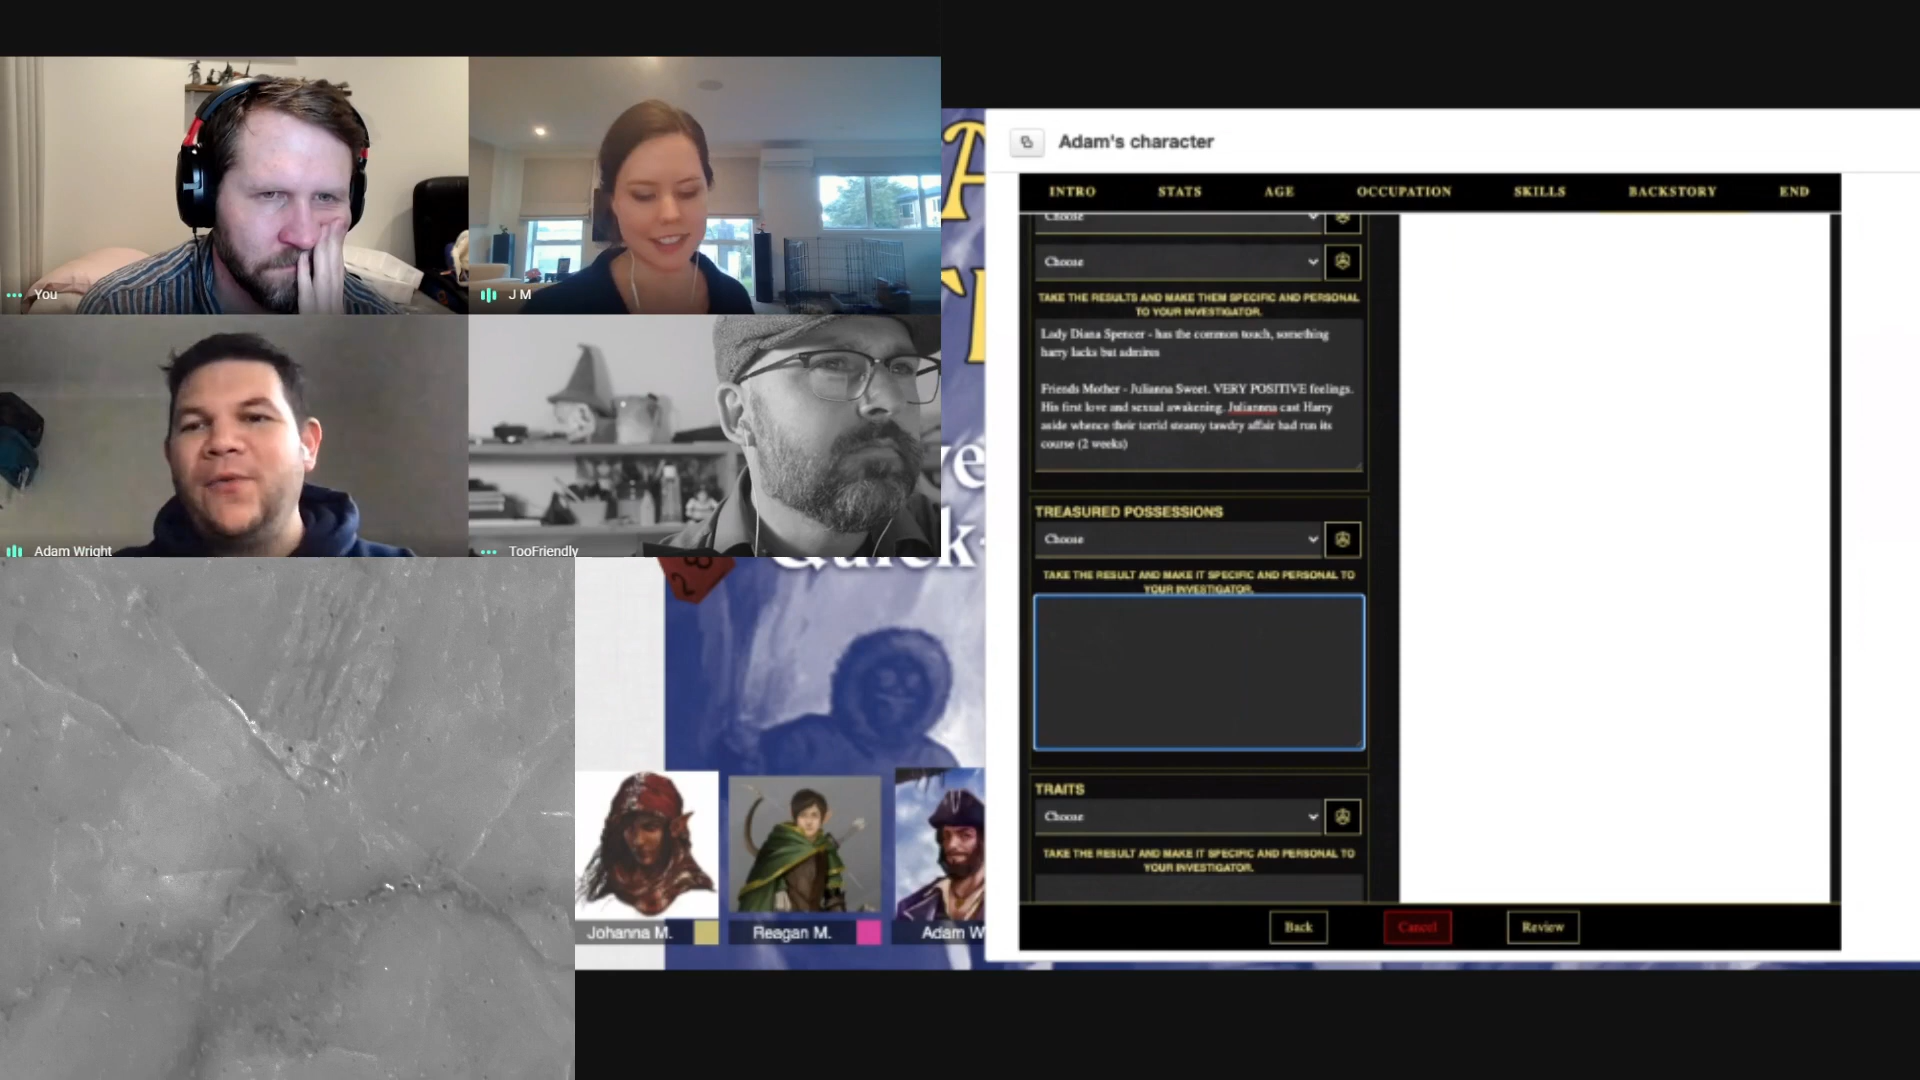 You
J M
Adam Wright
TooFriendly
Adam's character
INTRO STATS AGE OCCUPATION SKILLS BACKSTORY END
Choose
Choose
TAKE THE RESULTS AND MAKE THEM SPECIFIC AND PERSONAL
TO YOUR INVESTIGATOR.
Lady Diana Spencer - has the common touch, something
harry lacks but admires
Friends Mother - Julianna Sweet. VERY POSITIVE feelings.
His first love and sexual awakening. Juliannna cast Harry
aside whence their torrid steamy tawdry affair had run its
course (2 weeks)
TREASURED POSSESSIONS
Choose
TAKE THE RESULT AND MAKE IT SPECIFIC AND PERSONAL TO
YOUR INVESTIGATOR.
TRAITS
Choose
TAKE THE RESULT AND MAKE IT SPECIFIC AND PERSONAL TO
YOUR INVESTIGATOR.
Back Cancel Review
Johanna M. Reagan M. Adam W